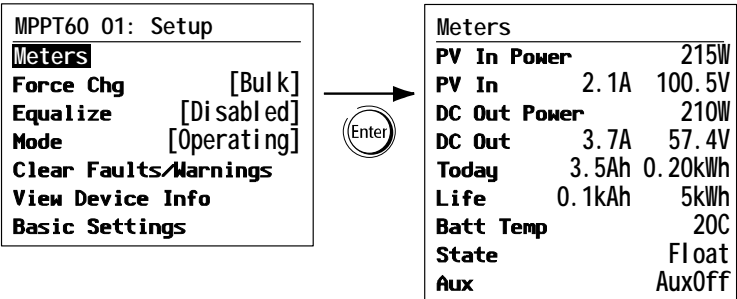 MPPT60 01: Setup
Meters
Force Chg [Bulk]
Equalize [Disabled]
Mode [Operating]
Clear Faults/Warnings
View Device Info
Basic Settings
Enter
Meters
PV In Power 215W
PV In 2.1A 100.5V
DC Out Power 210W
DC Out 3.7A 57.4V
Today 3.5Ah 0.20kWh
Life 0.1kAh 5kWh
Batt Temp 20C
State Float
Aux AuxOff